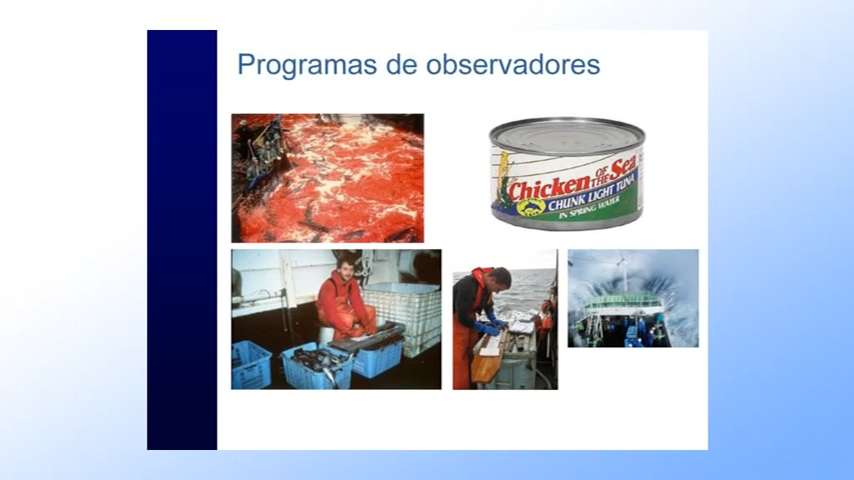 Programas de observadores
Chicken OF THE Sea
CHUNK LIGHT TUNA
IN SPRING WATER